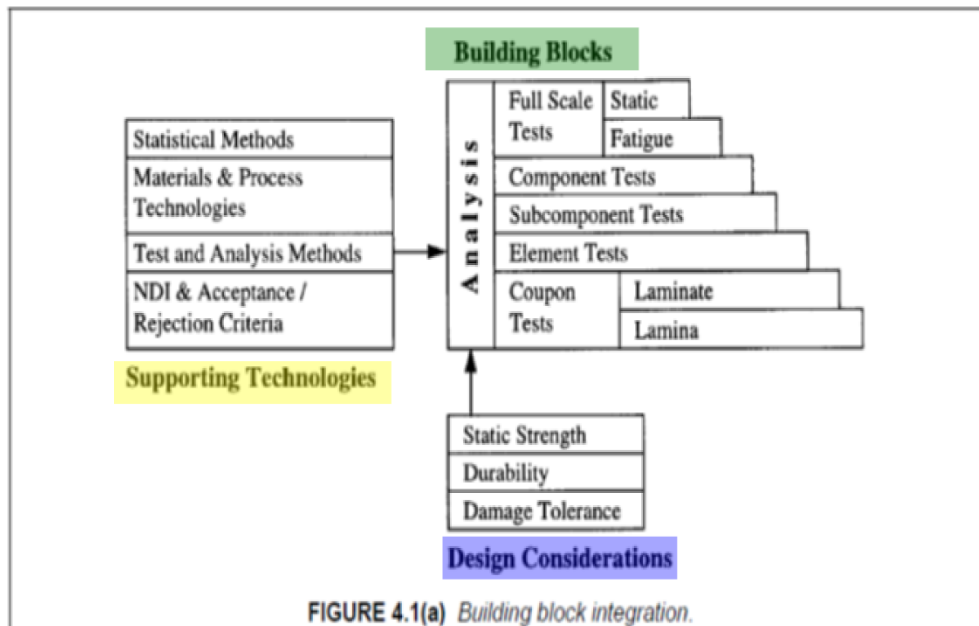 Building Blocks
Statistical Methods
Materials & Process
Technologies
Test and Analysis Methods
NDI & Acceptance /
Rejection Criteria
Supporting Technologies
Analysis
Full Scale
Tests
Static
Fatigue
Component Tests
Subcomponent Tests
Element Tests
Coupon
Tests
Laminate
Lamina
Static Strength
Durability
Damage Tolerance
Design Considerations
FIGURE 4.1(a) Building block integration.